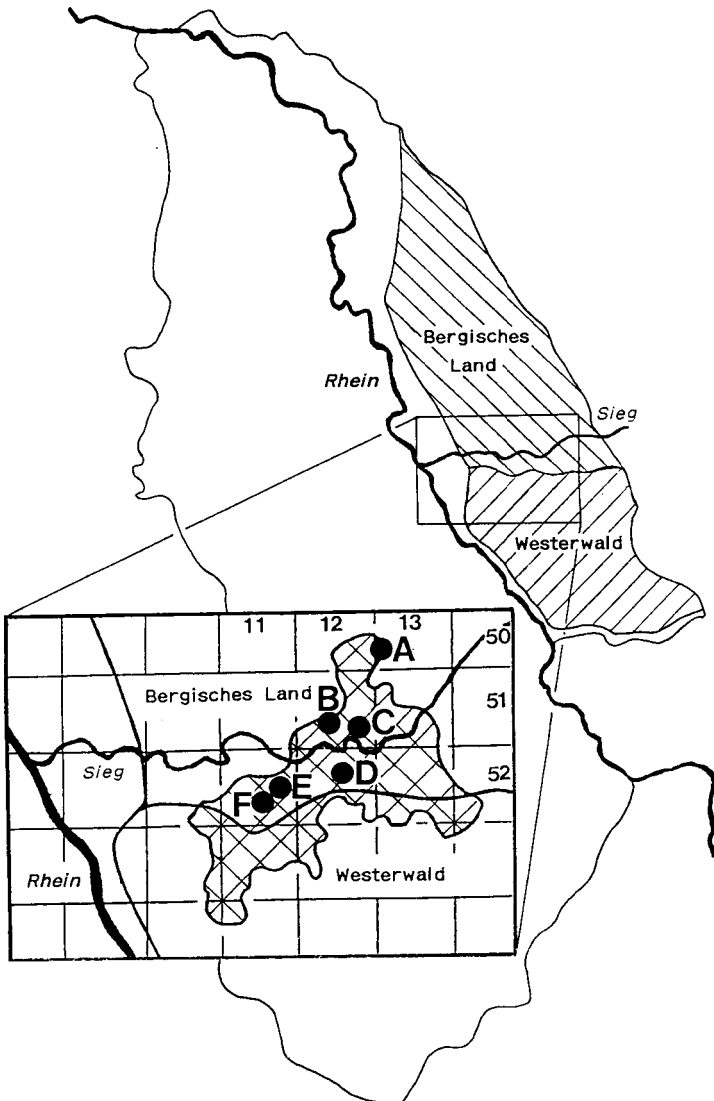 Bergisches
Land
Rhein
Sieg
Westerwald
11 12 13
50
A
Bergisches Land
51
B
C
Sieg
52
D
E
F
Rhein
Westerwald